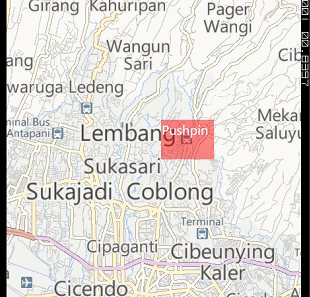 Girang
Kahuripan
Pager
Wangi
Wangun
Sari
Cib
ang
waruga Ledeng
minal Bus
Antapani
Lembang
Pushpin
Mekar
Saluyu
Sukasari
Sukajadi
Coblong
Terminal
Cipaganti
Cibeunying
Kaler
Cicendo